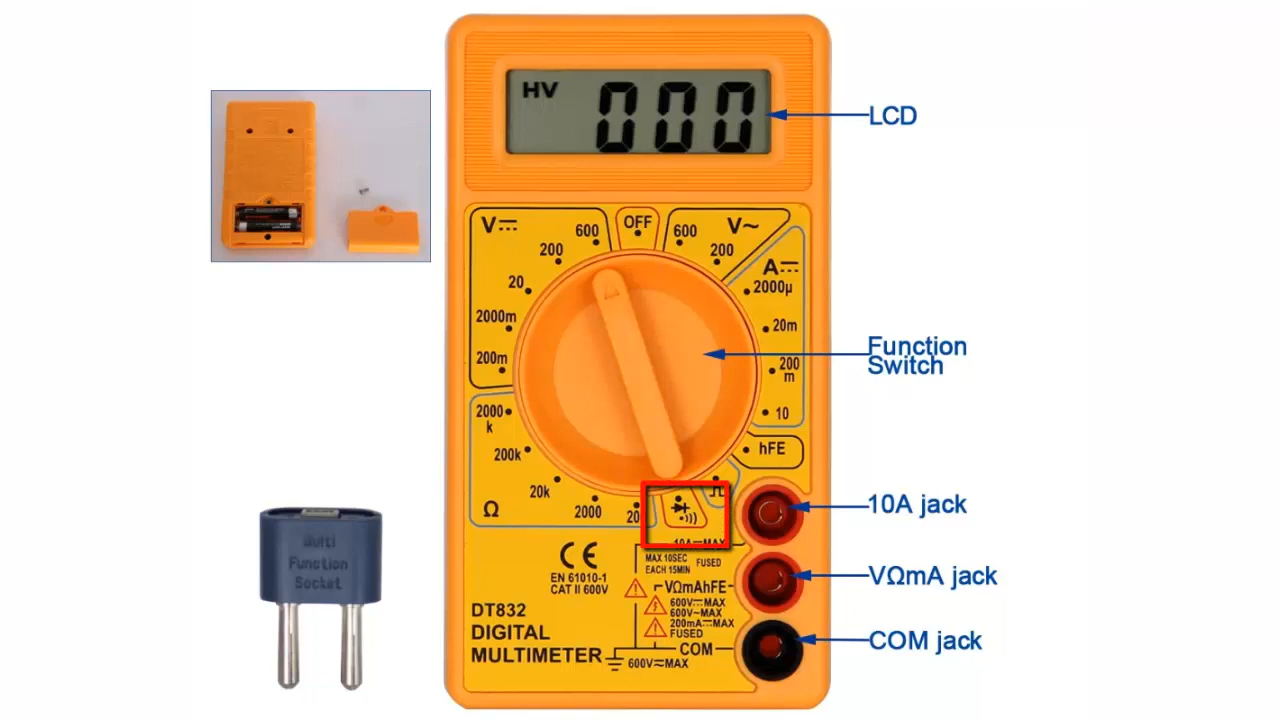 HV 000
LCD
V⎓
600
OFF
600
V~
200
200
A⎓
20
2000µ
2000m
20m
200m
200
m
Function
Switch
2000
k
10
200k
hFE
20k
Ω
2000
20
10A jack
10A⎓MAX
MAX 10SEC
EACH 15MIN
FUSED
CE
EN 61010-1
CAT II 600V
VΩmAhFE
600V⎓MAX
600V~MAX
200mA⎓MAX
FUSED
VΩmA jack
DT832
DIGITAL
MULTIMETER
COM
600V≂MAX
COM jack
Multi
Function
Socket